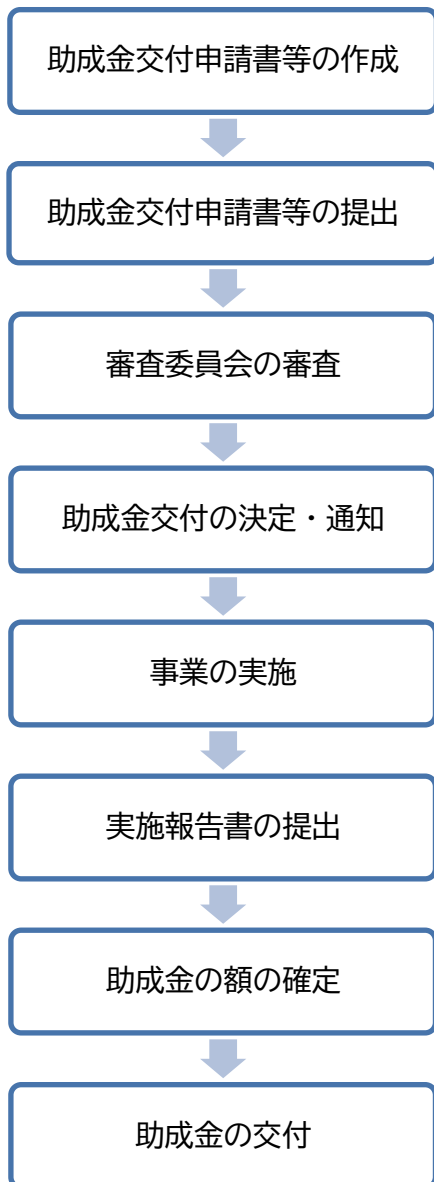 助成金交付申請書等の作成
助成金交付申請書等の提出
審査委員会の審査
助成金交付の決定・通知
事業の実施
実施報告書の提出
助成金の額の確定
助成金の交付